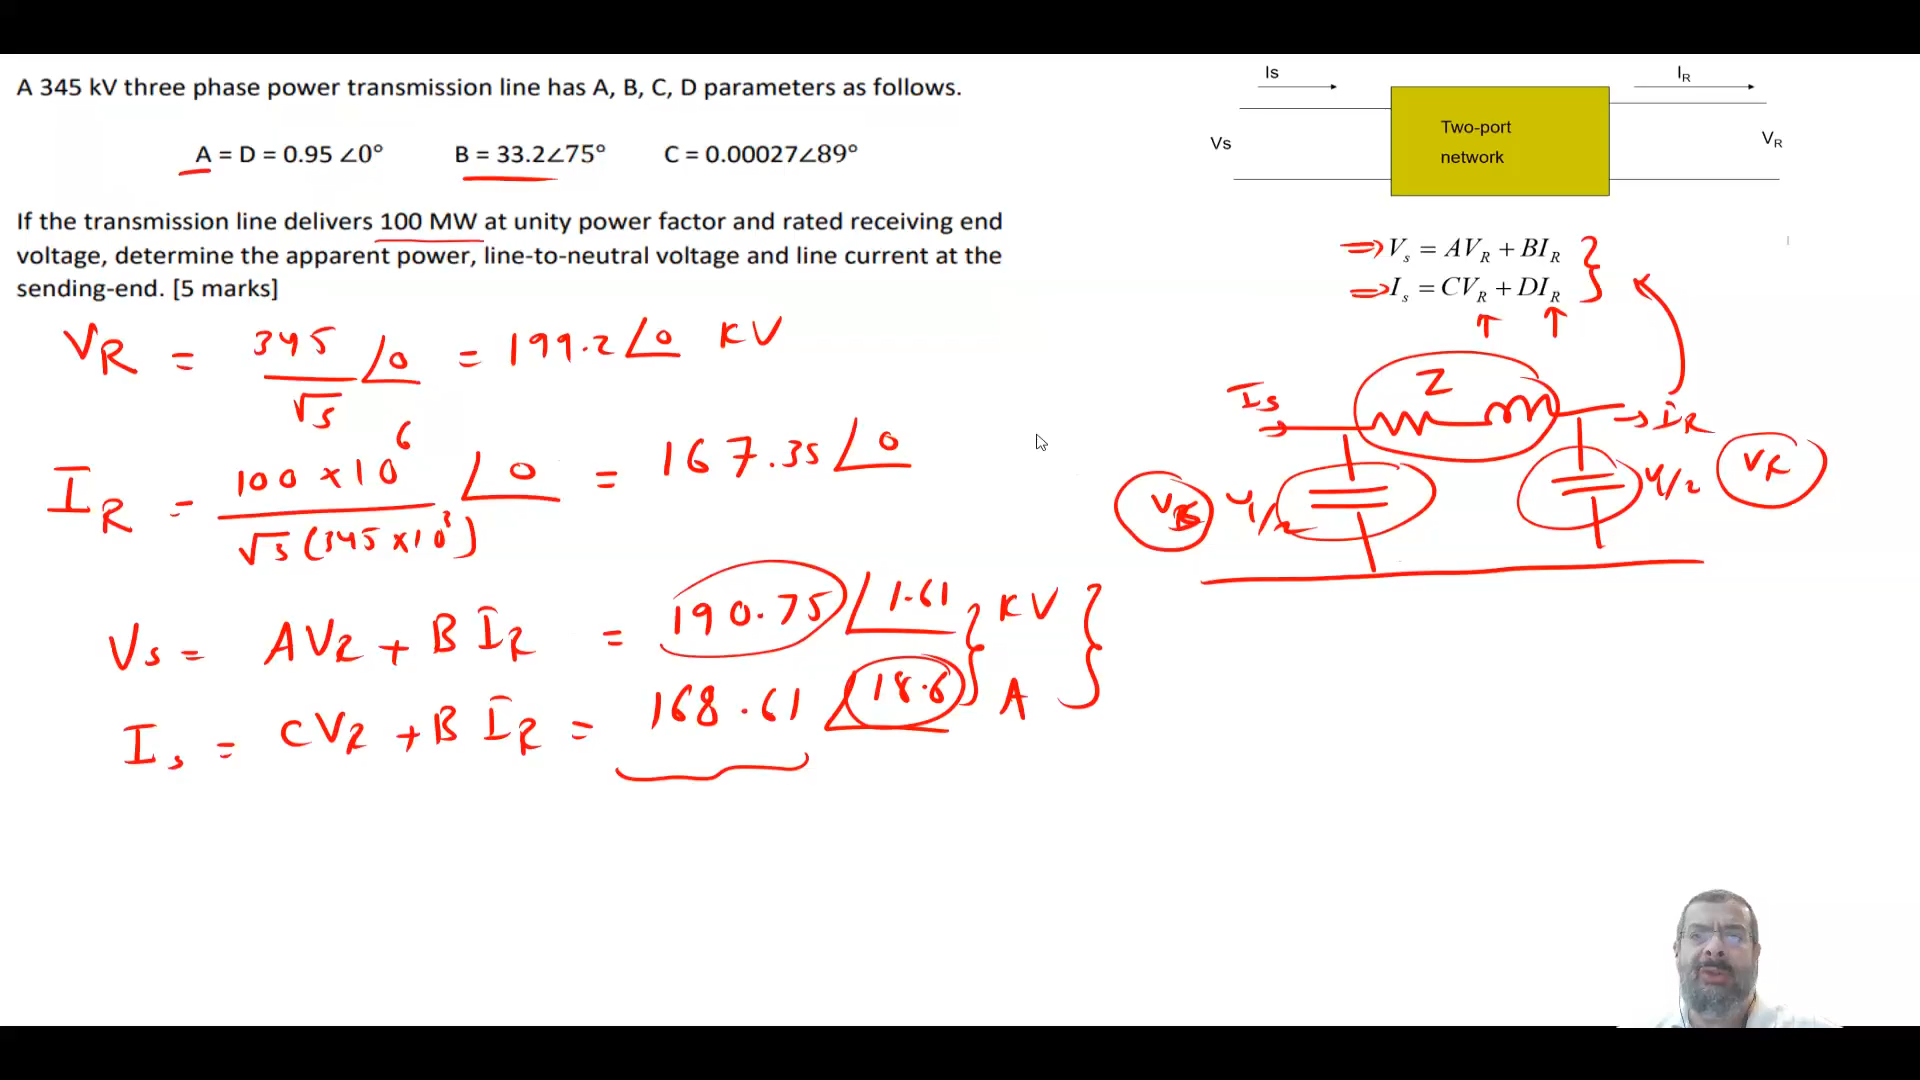 A 345 kV three phase power transmission line has A, B, C, D parameters as follows.
A = D = 0.95 ∠0° B = 33.2∠75° C = 0.00027∠89°
If the transmission line delivers 100 MW at unity power factor and rated receiving end
voltage, determine the apparent power, line-to-neutral voltage and line current at the
sending-end. [5 marks]
VR = 345/√3 ∠0 = 199.2 ∠0 KV
IR = 100 × 10^6 / √3 (345 × 10^3) ∠0 = 167.35 ∠0
Vs = AVR + B IR = 190.75 ∠1.61 KV
Is = CVR + B IR = 168.61 ∠18.6 A
Is IR
Vs Two-port network VR
Vs = AVR + BIR
Is = CVR + DIR
Z
Is IR
Y/2 Y/2 VR